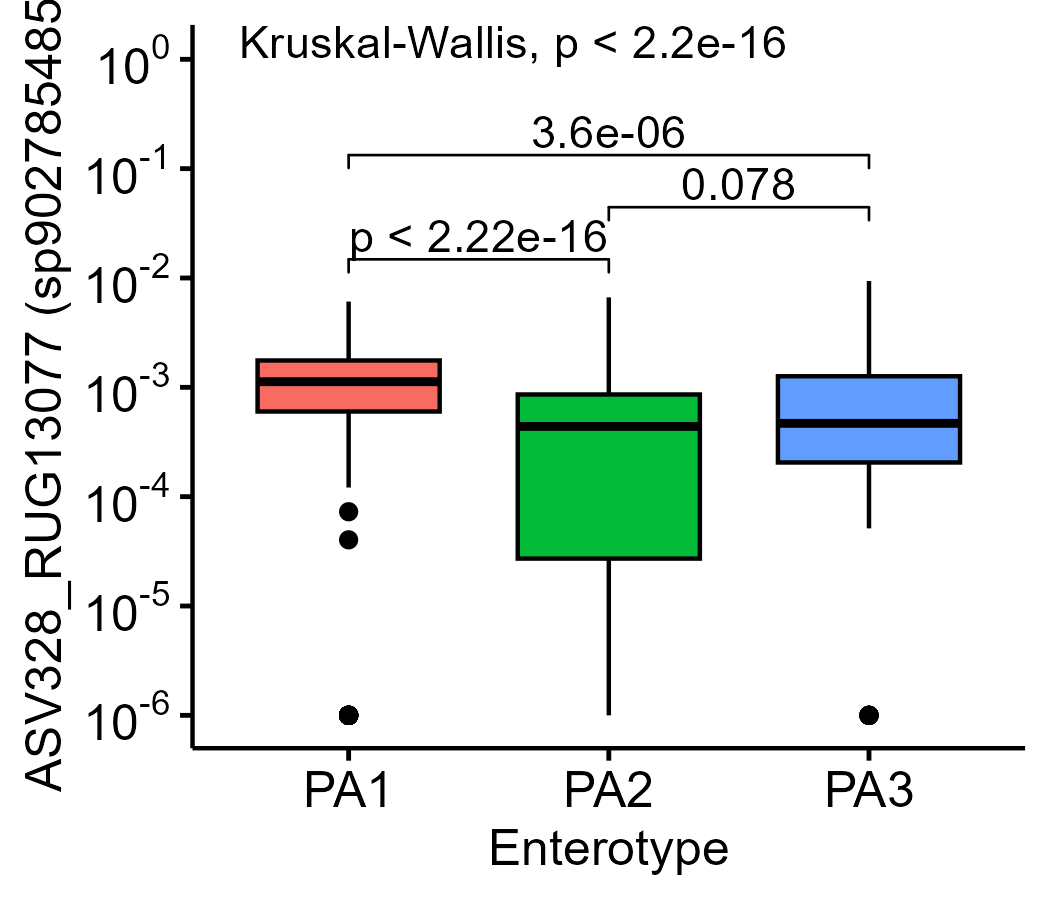 Kruskal-Wallis, p < 2.2e-16
3.6e-06
0.078
p < 2.22e-16
10^0
10^-1
10^-2
10^-3
10^-4
10^-5
10^-6
ASV328_RUG13077 (sp902785485
PA1 PA2 PA3
Enterotype